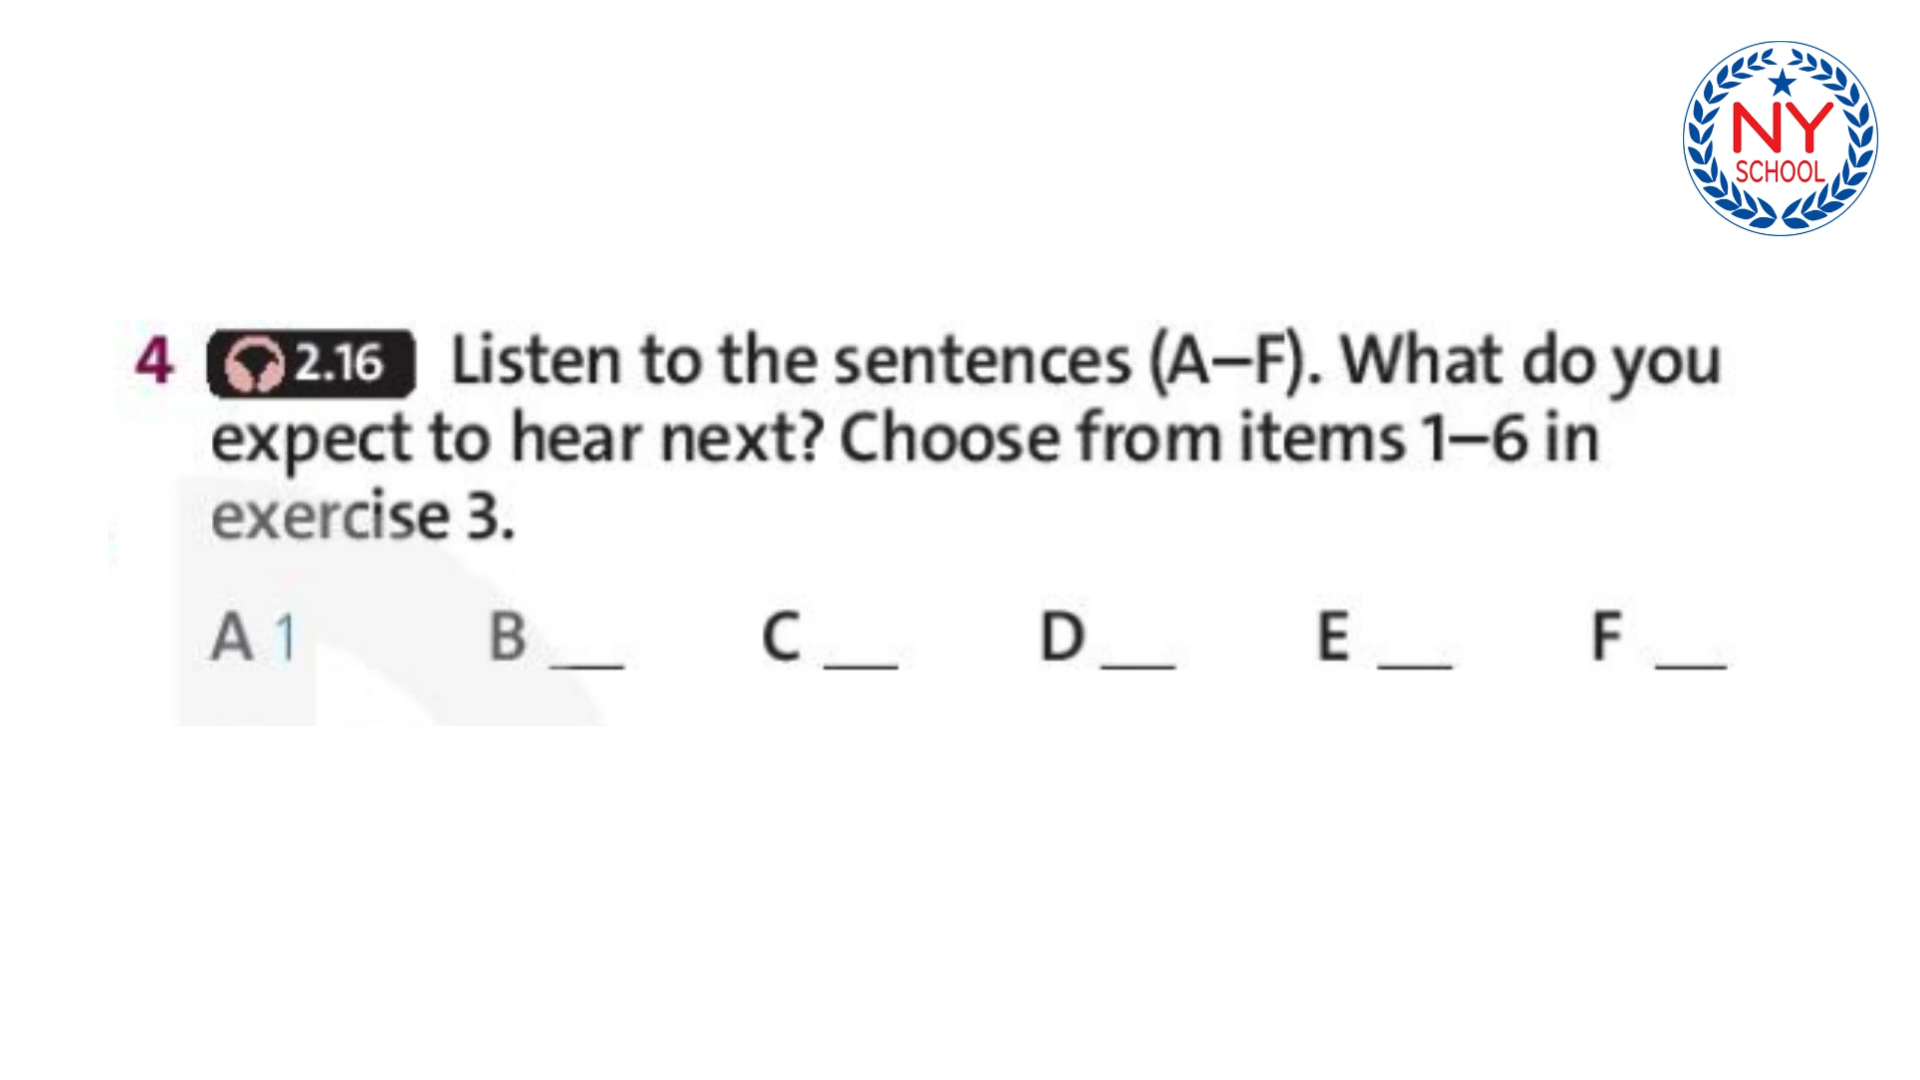 NY
SCHOOL
4 2.16 Listen to the sentences (A–F). What do you
expect to hear next? Choose from items 1–6 in
exercise 3.
A 1 B __ C __ D __ E __ F __